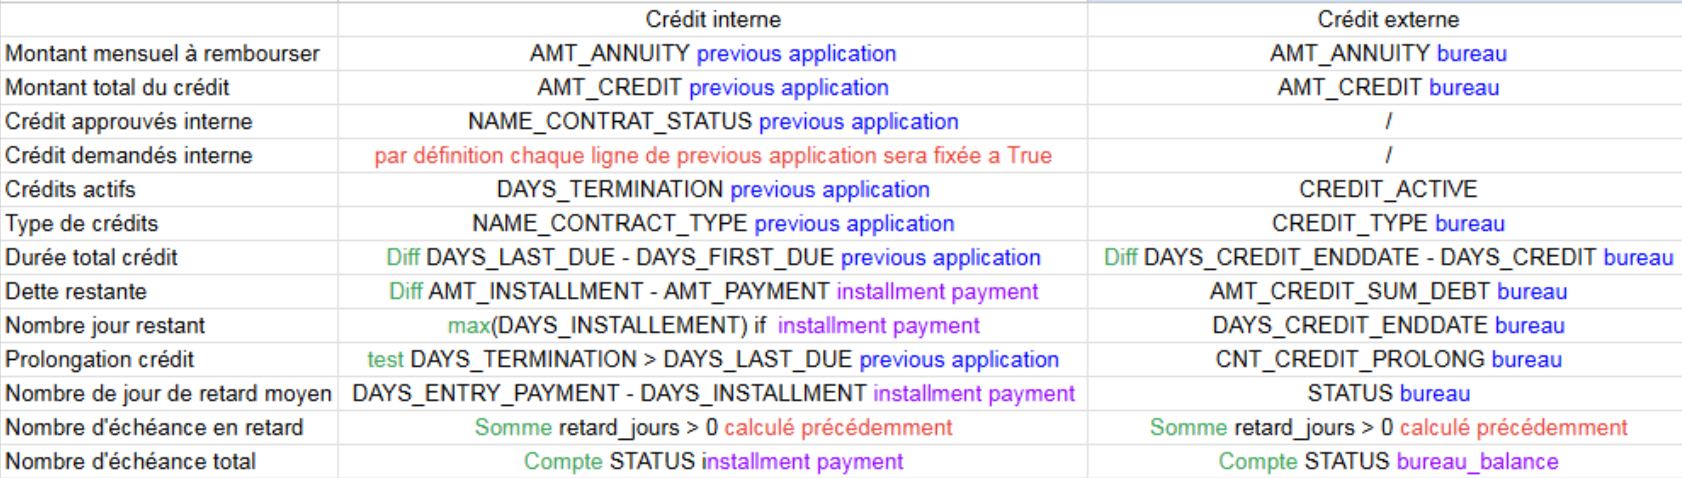 Crédit interne Crédit externe
Montant mensuel à rembourser AMT_ANNUITY previous application AMT_ANNUITY bureau
Montant total du crédit AMT_CREDIT previous application AMT_CREDIT bureau
Crédit approuvés interne NAME_CONTRAT_STATUS previous application /
Crédit demandés interne par définition chaque ligne de previous application sera fixée a True /
Crédits actifs DAYS_TERMINATION previous application CREDIT_ACTIVE
Type de crédits NAME_CONTRACT_TYPE previous application CREDIT_TYPE bureau
Durée total crédit Diff DAYS_LAST_DUE - DAYS_FIRST_DUE previous application Diff DAYS_CREDIT_ENDDATE - DAYS_CREDIT bureau
Dette restante Diff AMT_INSTALLMENT - AMT_PAYMENT installment payment AMT_CREDIT_SUM_DEBT bureau
Nombre jour restant max(DAYS_INSTALLEMENT) if installment payment DAYS_CREDIT_ENDDATE bureau
Prolongation crédit test DAYS_TERMINATION > DAYS_LAST_DUE previous application CNT_CREDIT_PROLONG bureau
Nombre de jour de retard moyen DAYS_ENTRY_PAYMENT - DAYS_INSTALLMENT installment payment STATUS bureau
Nombre d'échéance en retard Somme retard_jours > 0 calculé précédemment Somme retard_jours > 0 calculé précédemment
Nombre d'échéance total Compte STATUS installment payment Compte STATUS bureau_balance